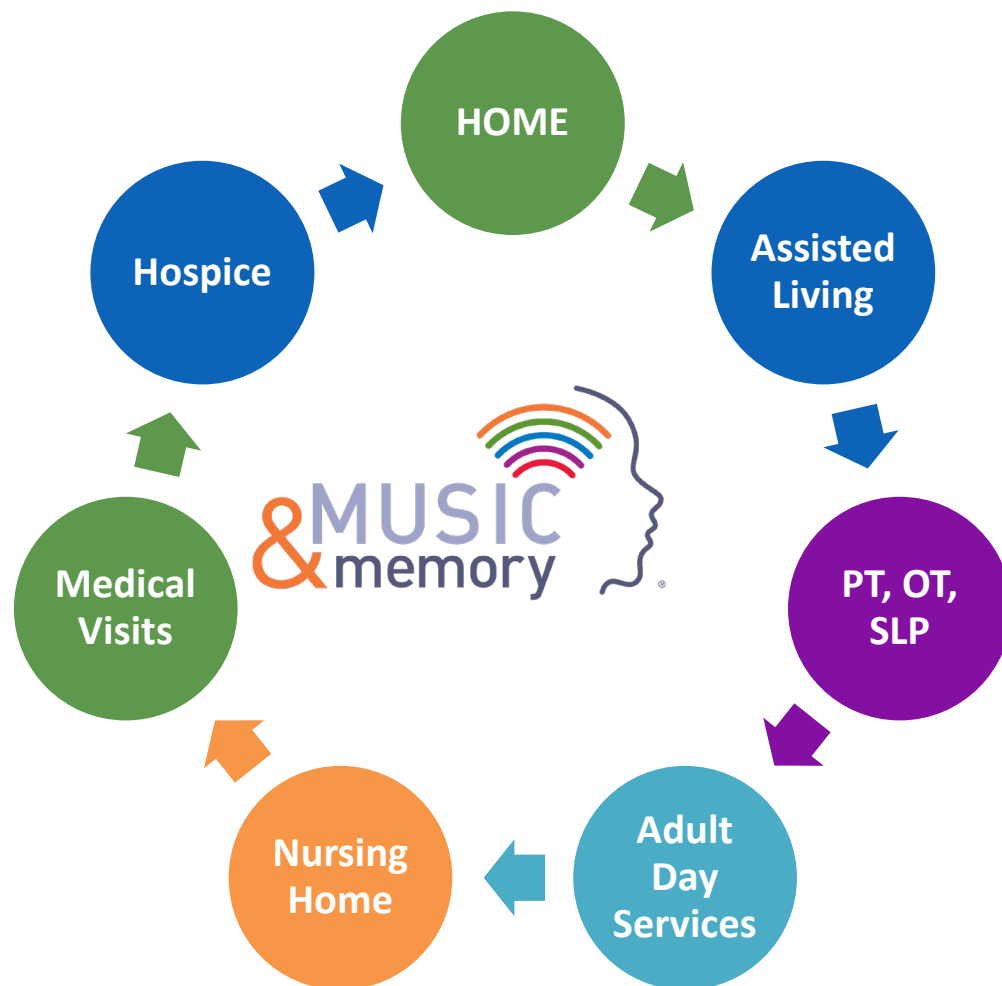 HOME
Assisted
Living
PT, OT,
SLP
Adult
Day
Services
Nursing
Home
Medical
Visits
Hospice
&MUSIC
memory
®